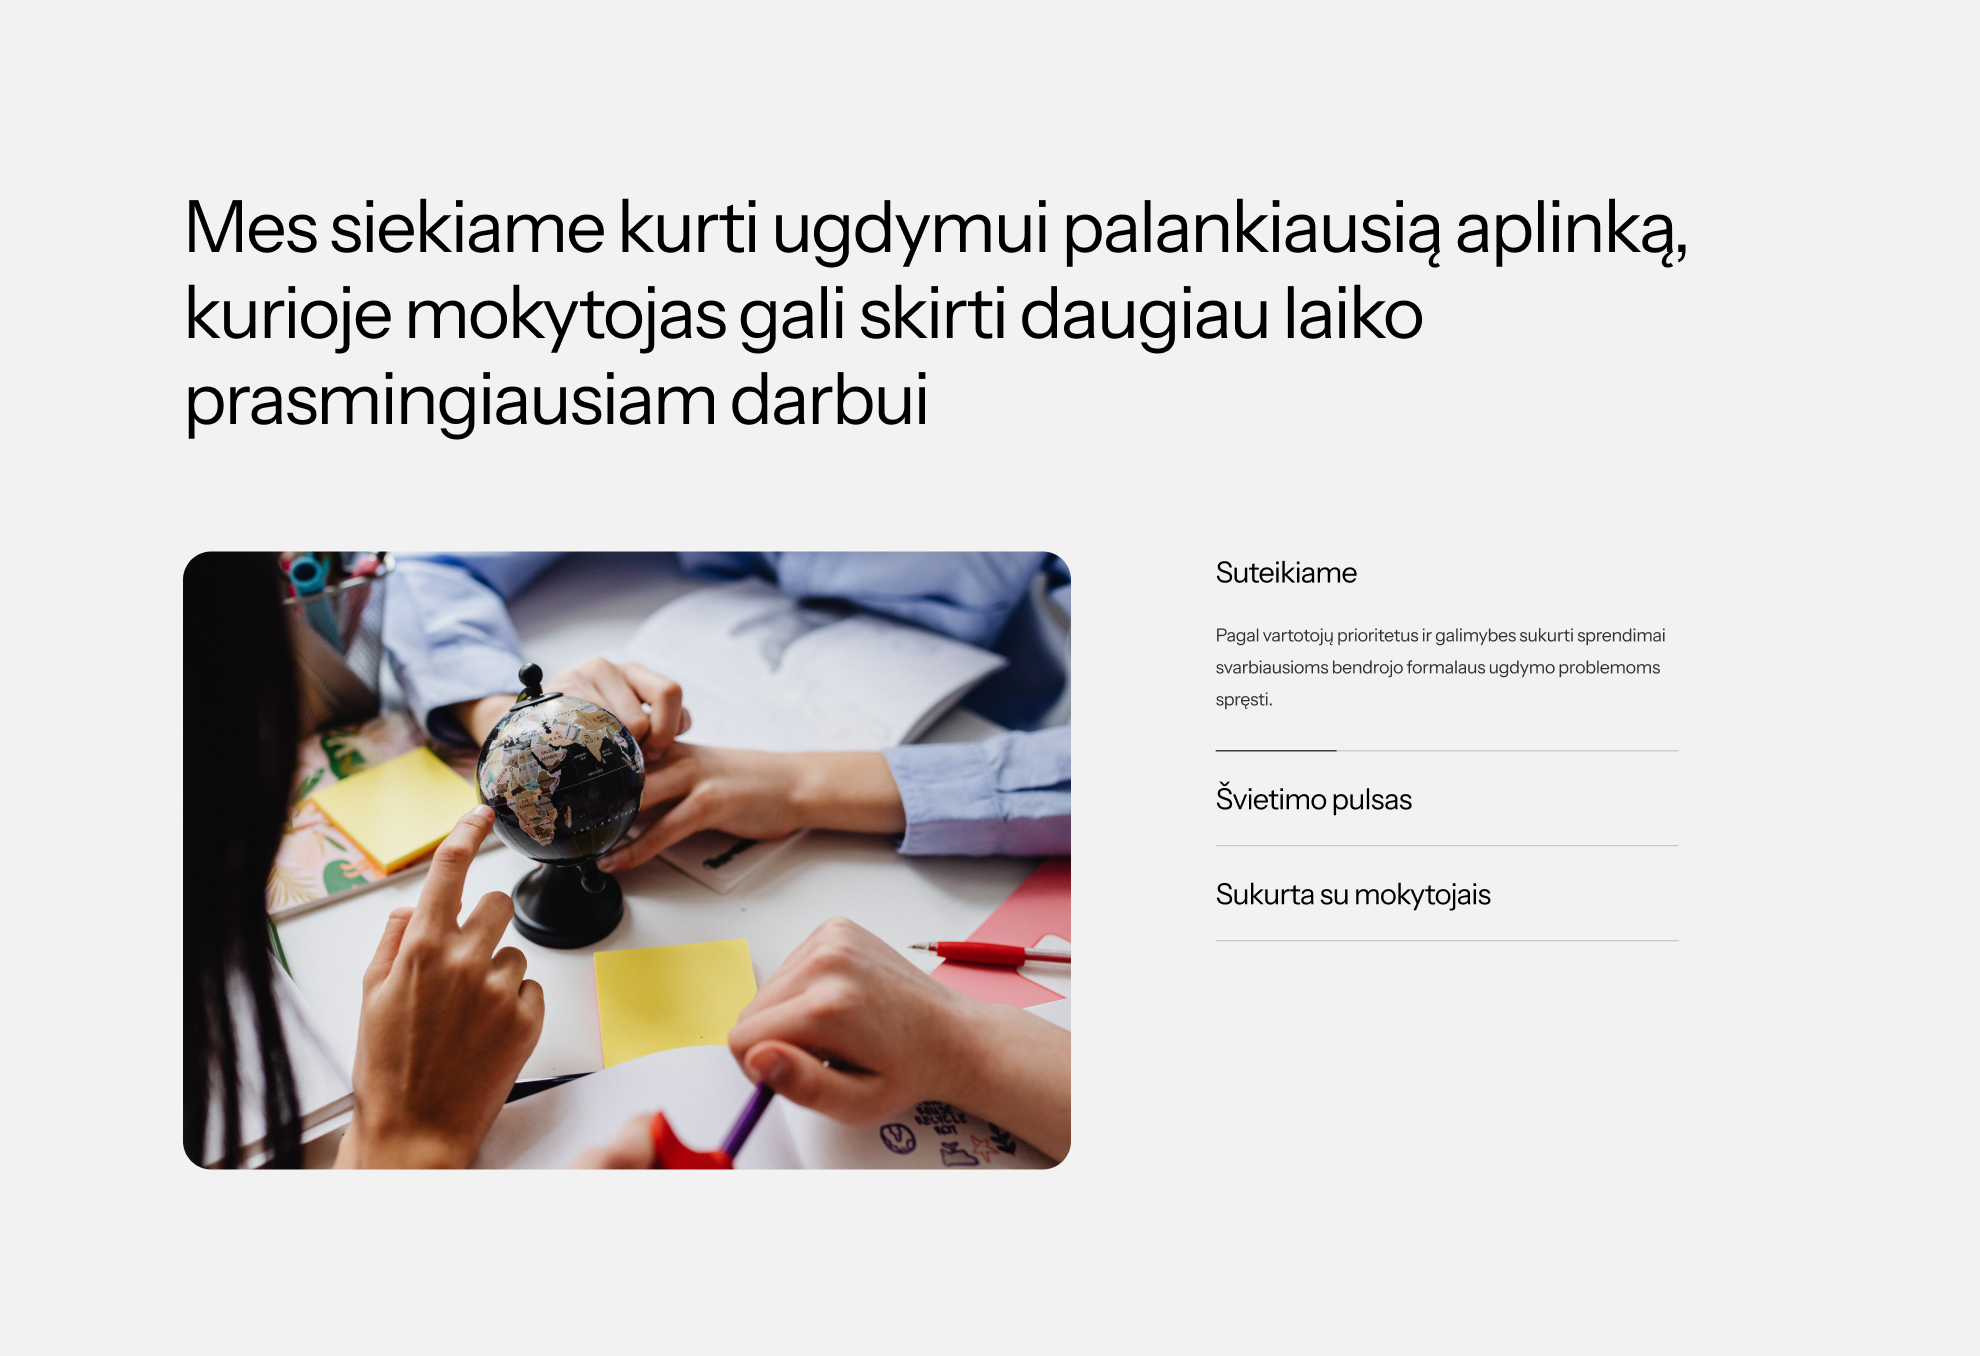 Mes siekiame kurti ugdymui palankiausią aplinką,
kurioje mokytojas gali skirti daugiau laiko
prasmingiausiam darbui
Suteikiame
Pagal vartotojų prioritetus ir galimybes sukurti sprendimai
svarbiausioms bendrojo formalaus ugdymo problemoms
spręsti.
Švietimo pulsas
Sukurta su mokytojais